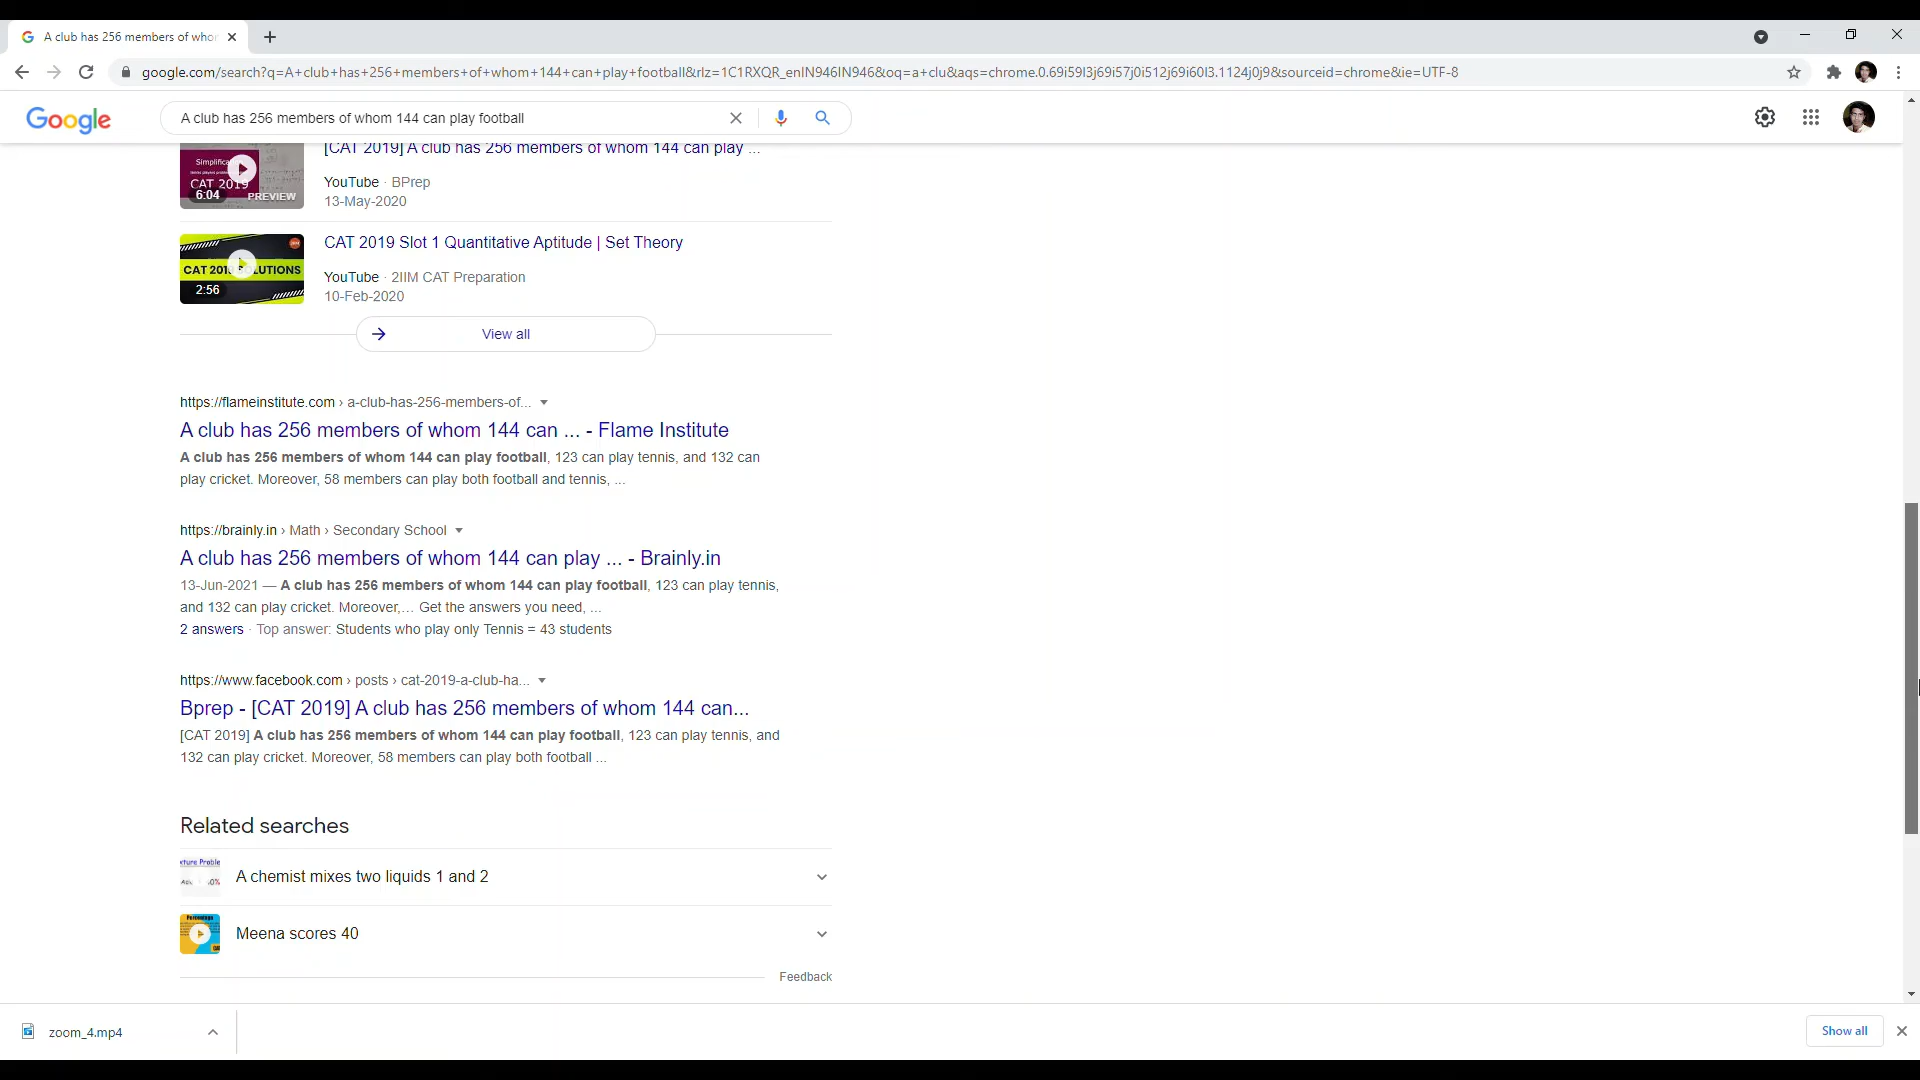 A club has 256 members of who
google.com/search?q=A+club+has+256+members+of+whom+144+can+play+football&rlz=1C1RXQR_enIN946IN946&oq=a+clu&aqs=chrome.0.69i59l3j69i57j0i512j69i60l3.1124j0j9&sourceid=chrome&ie=UTF-8
Google
A club has 256 members of whom 144 can play football
[CAT 2019] A club has 256 members of whom 144 can play ...
CAT 2019
6:04
PREVIEW
YouTube · BPrep
13-May-2020
CAT 2019 Slot 1 Quantitative Aptitude | Set Theory
2:56
YouTube · 2IIM CAT Preparation
10-Feb-2020
View all
https://flameinstitute.com › a-club-has-256-members-of...
A club has 256 members of whom 144 can ... - Flame Institute
A club has 256 members of whom 144 can play football, 123 can play tennis, and 132 can
play cricket. Moreover, 58 members can play both football and tennis, ...
https://brainly.in › Math › Secondary School
A club has 256 members of whom 144 can play ... - Brainly.in
13-Jun-2021 — A club has 256 members of whom 144 can play football, 123 can play tennis,
and 132 can play cricket. Moreover,... Get the answers you need, ...
2 answers · Top answer: Students who play only Tennis = 43 students
https://www.facebook.com › posts › cat-2019-a-club-ha...
Bprep - [CAT 2019] A club has 256 members of whom 144 can...
[CAT 2019] A club has 256 members of whom 144 can play football, 123 can play tennis, and
132 can play cricket. Moreover, 58 members can play both football ...
Related searches
A chemist mixes two liquids 1 and 2
Meena scores 40
Feedback
zoom_4.mp4
Show all